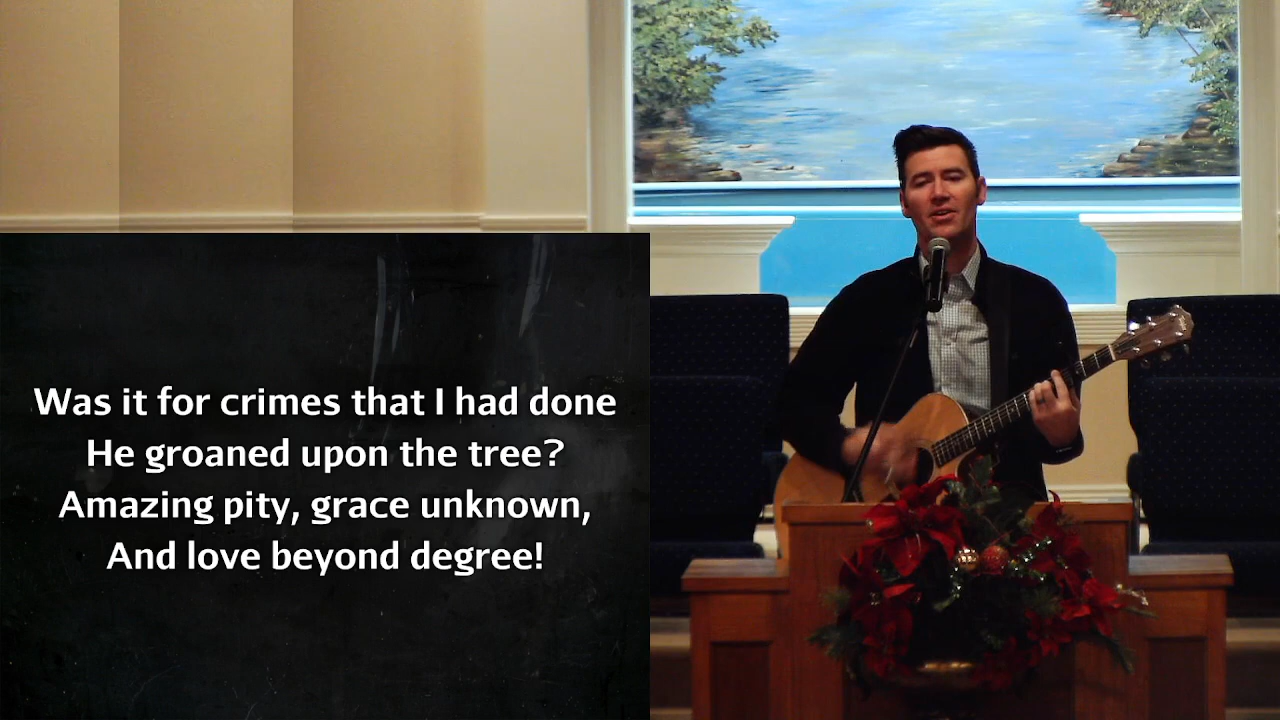 Was it for crimes that I had done
He groaned upon the tree?
Amazing pity, grace unknown,
And love beyond degree!